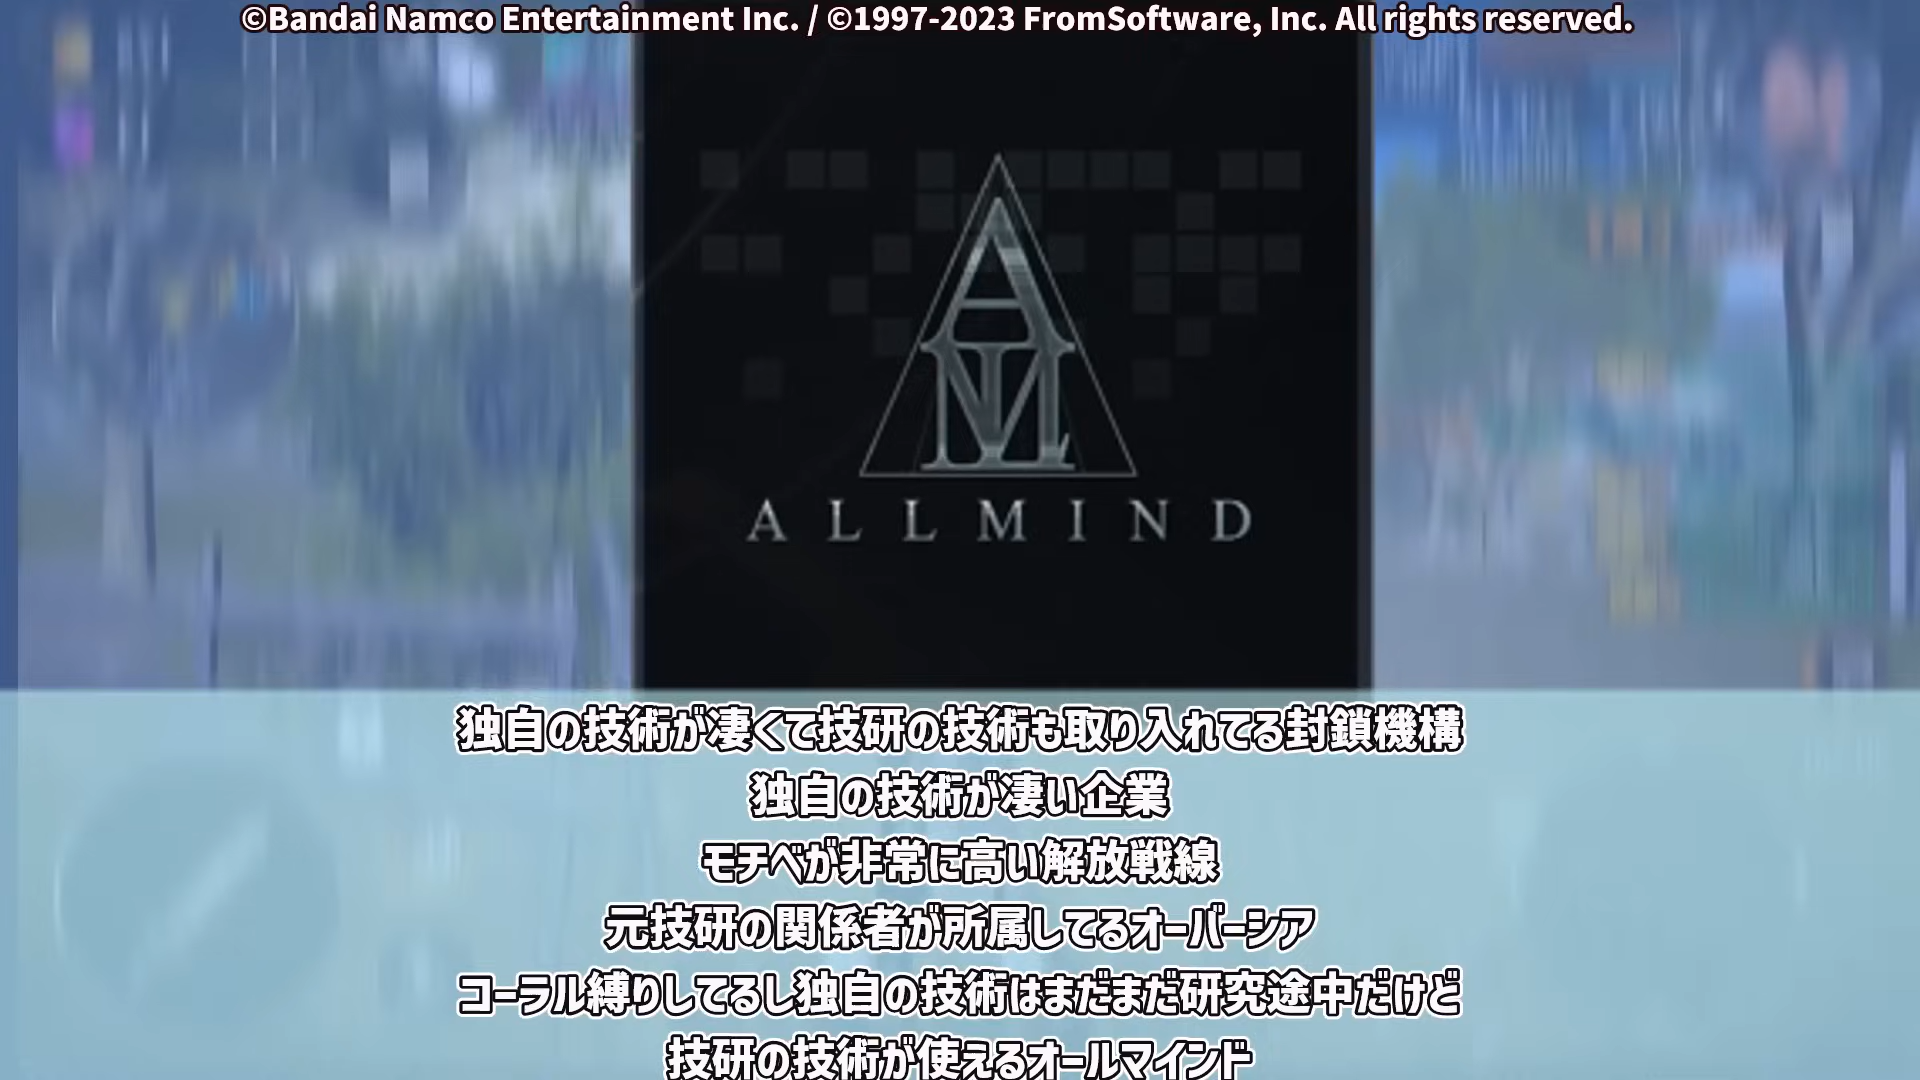 ©Bandai Namco Entertainment Inc. / ©1997-2023 FromSoftware, Inc. All rights reserved.
ALLMIND
独自の技術が凄くて技研の技術も取り入れてる封鎖機構
独自の技術が凄い企業
モチベが非常に高い解放戦線
元技研の関係者が所属してるオーバーシア
コーラル縛りしてるし独自の技術はまだまだ研究途中だけど
技研の技術が使えるオールマインド